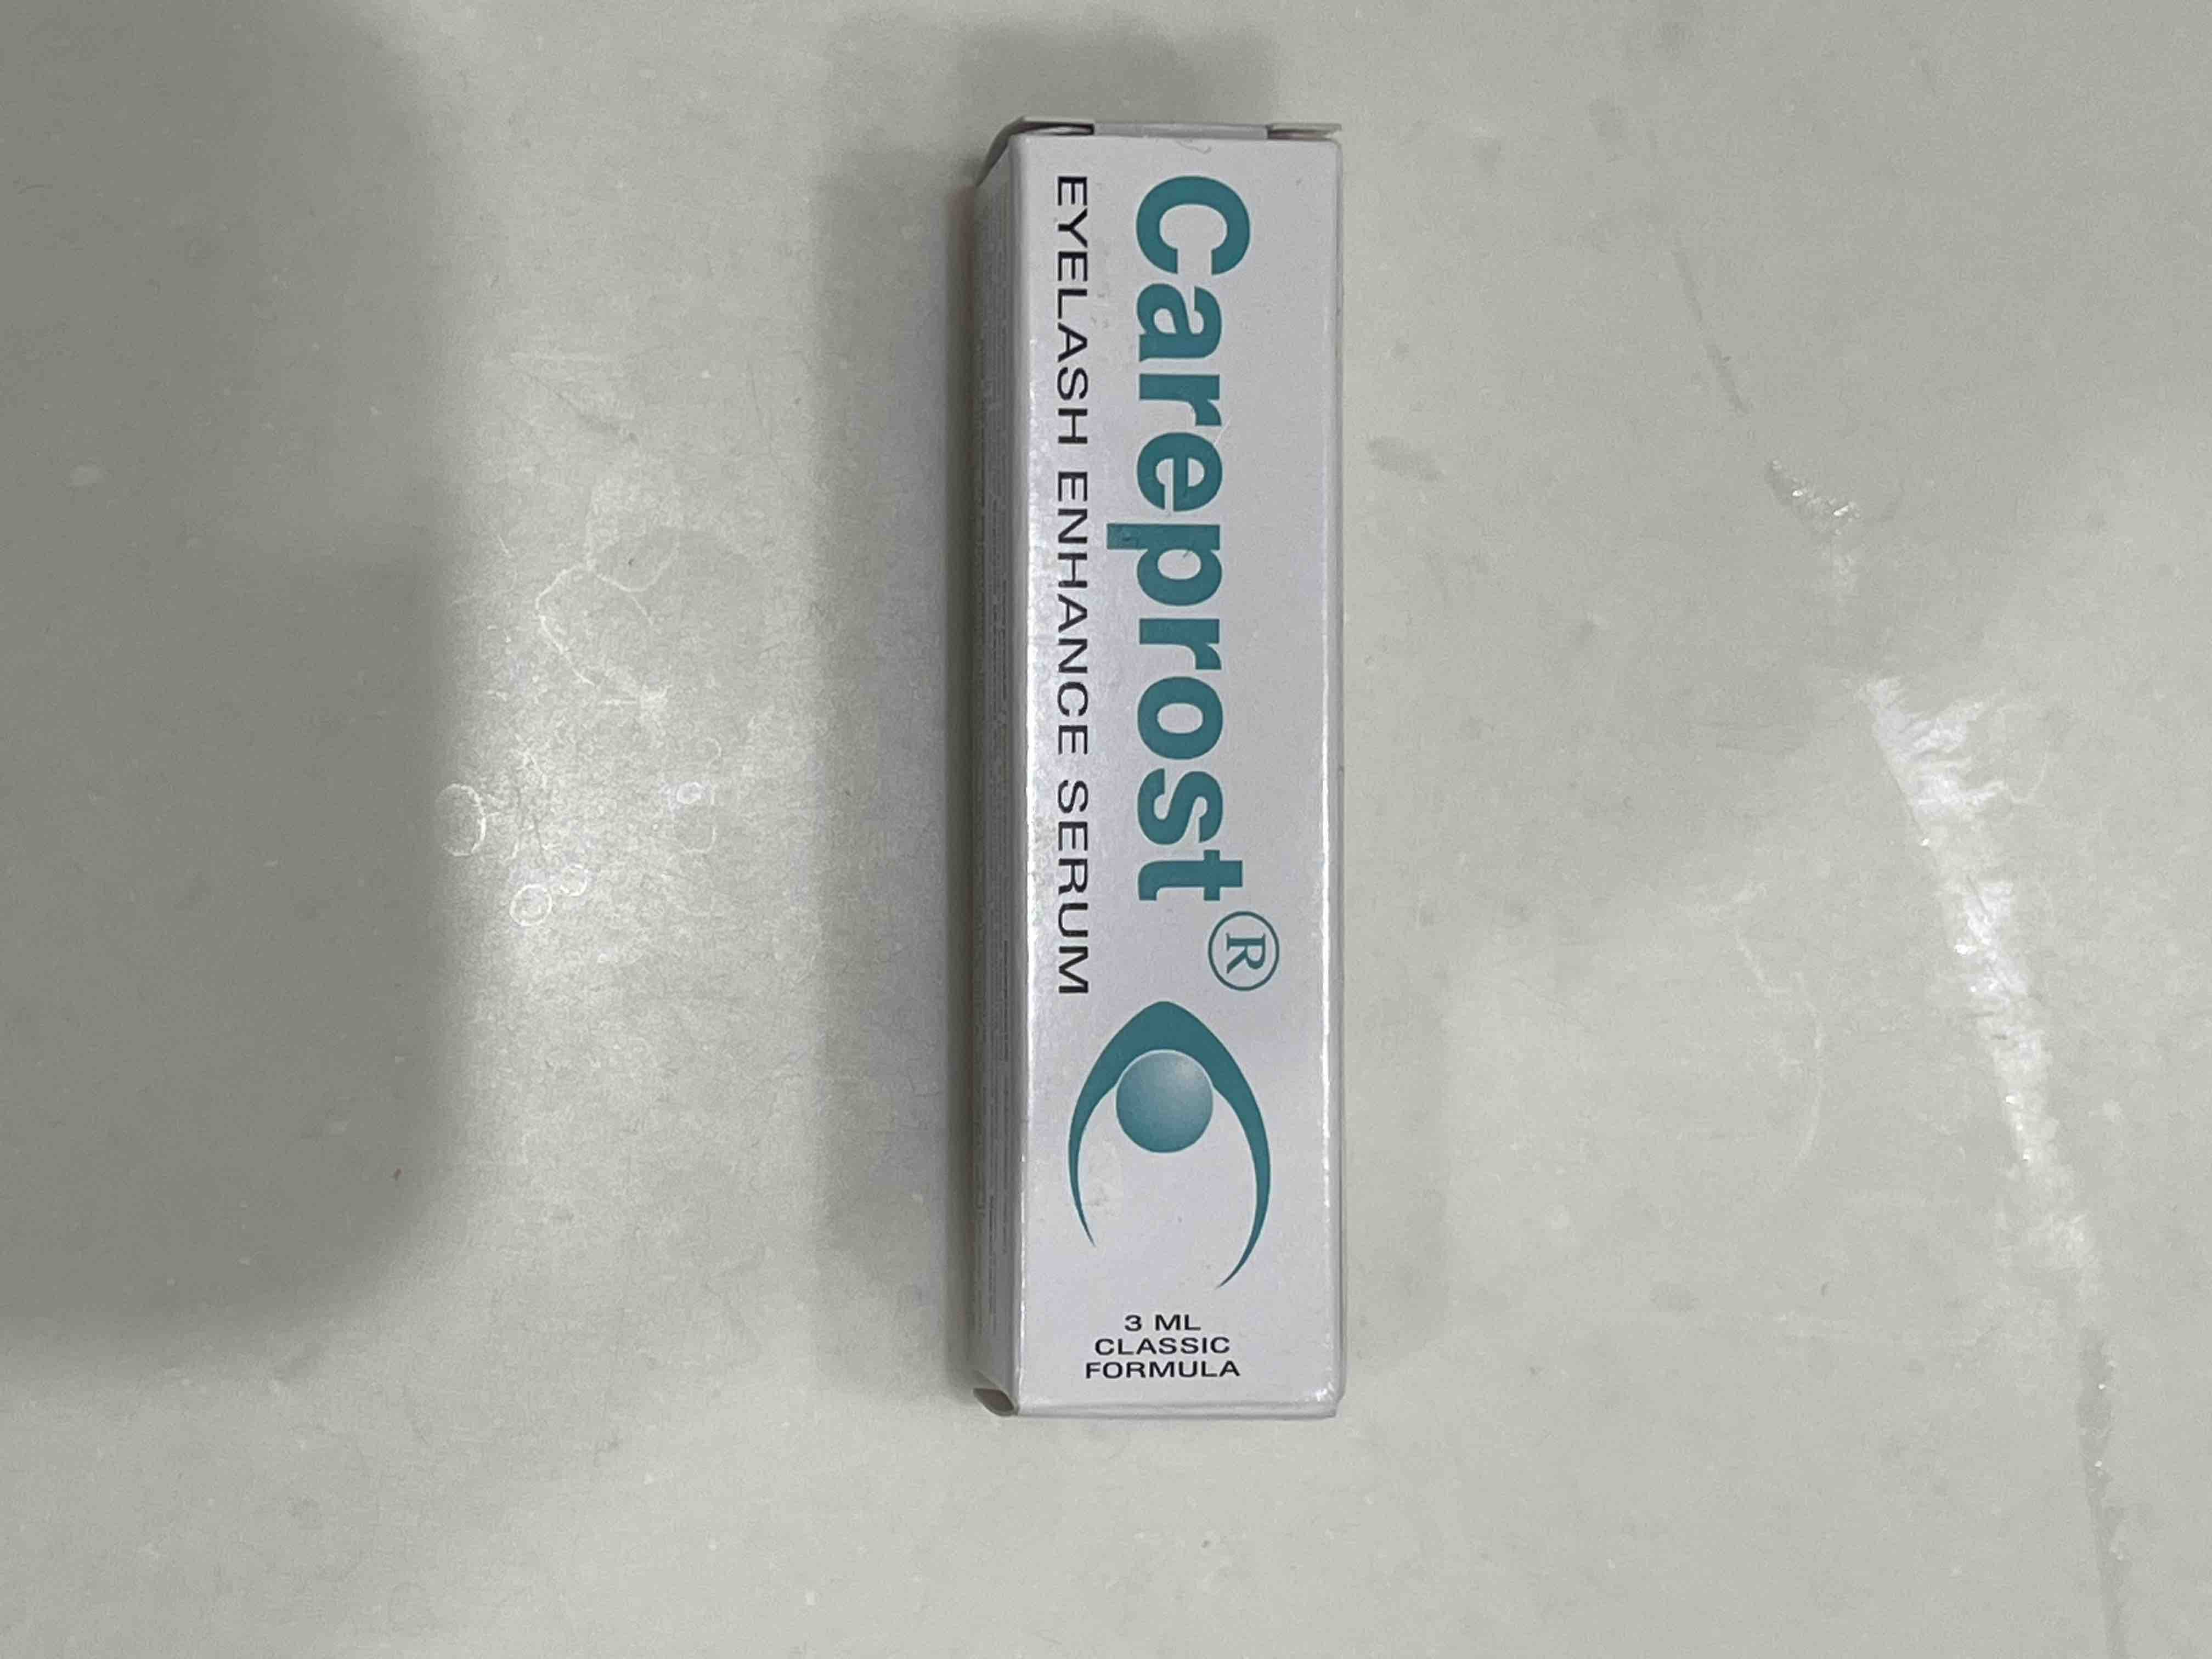 Careprost®
EYELASH ENHANCE SERUM
3 ML
CLASSIC
FORMULA